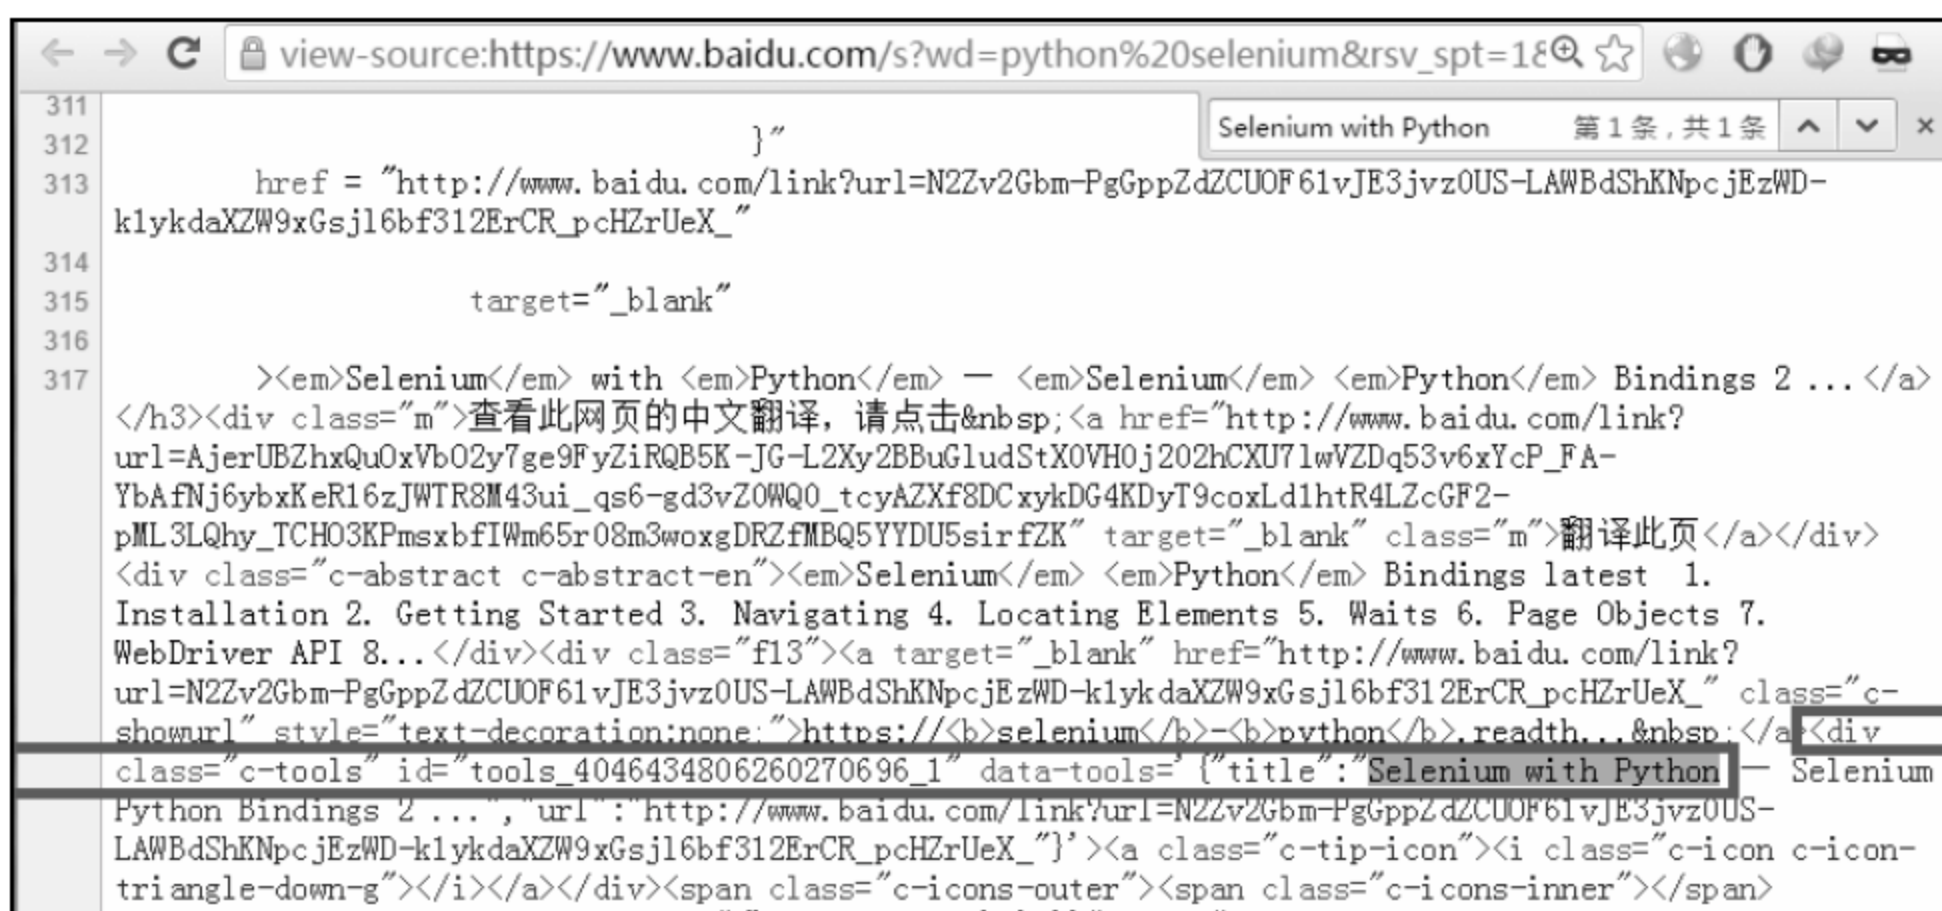 view-source:https://www.baidu.com/s?wd=python%20selenium&rsv_spt=18
Selenium with Python 第1条,共1条
311
312 }"
313 href = "http://www.baidu.com/link?url=N2Zv2Gbm-PgGppZdZCUOF61vJE3jvz0US-LAWBdShKNpcjEzWD-
k1ykdaXZW9xGsjl6bf312ErCR_pcHZrUeX_"
314
315 target="_blank"
316
317 ><em>Selenium</em> with <em>Python</em> — <em>Selenium</em> <em>Python</em> Bindings 2 ...</a>
</h3><div class="m">查看此网页的中文翻译，请点击&nbsp;<a href="http://www.baidu.com/link?
url=AjerUBZhxQuOxVbO2y7ge9FyZiRQB5K-JG-L2Xy2BBuGludStX0VH0j202hCXU7lwVZDq53v6xYcP_FA-
YbAfNj6ybxKeR16zJWTR8M43ui_qs6-gd3vZ0WQ0_tcyAZXf8DCxykDG4KDyT9coxLd1htR4LZcGF2-
pML3LQhy_TCHO3KPmsxbfIWm65r08m3woxgDRZfMBQ5YYDU5sirfZK" target="_blank" class="m">翻译此页</a></div>
<div class="c-abstract c-abstract-en"><em>Selenium</em> <em>Python</em> Bindings latest 1.
Installation 2. Getting Started 3. Navigating 4. Locating Elements 5. Waits 6. Page Objects 7.
WebDriver API 8...</div><div class="f13"><a target="_blank" href="http://www.baidu.com/link?
url=N2Zv2Gbm-PgGppZdZCUOF61vJE3jvz0US-LAWBdShKNpcjEzWD-k1ykdaXZW9xGsjl6bf312ErCR_pcHZrUeX_" class="c-
showurl" style="text-decoration:none;">https://<b>selenium</b>-<b>python</b>.readth...&nbsp;</a><div
class="c-tools" id="tools_4046434806260270696_1" data-tools='{"title":"Selenium with Python — Selenium
Python Bindings 2 ...","url":"http://www.baidu.com/link?url=N2Zv2Gbm-PgGppZdZCUOF61vJE3jvz0US-
LAWBdShKNpcjEzWD-k1ykdaXZW9xGsjl6bf312ErCR_pcHZrUeX_"}'><a class="c-tip-icon"><i class="c-icon c-icon-
triangle-down-g"></i></a></div><span class="c-icons-outer"><span class="c-icons-inner"></span>